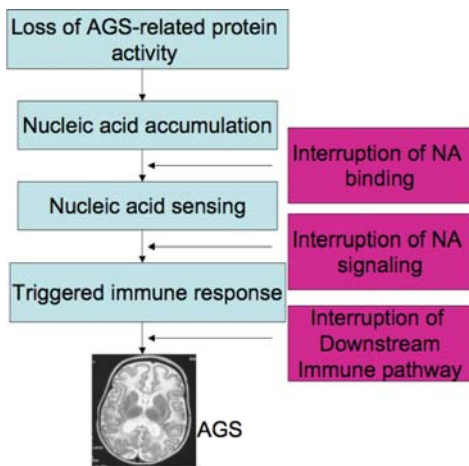 Loss of AGS-related protein
activity
Nucleic acid accumulation
Interruption of NA
binding
Nucleic acid sensing
Interruption of NA
signaling
Triggered immune response
Interruption of
Downstream
Immune pathway
AGS